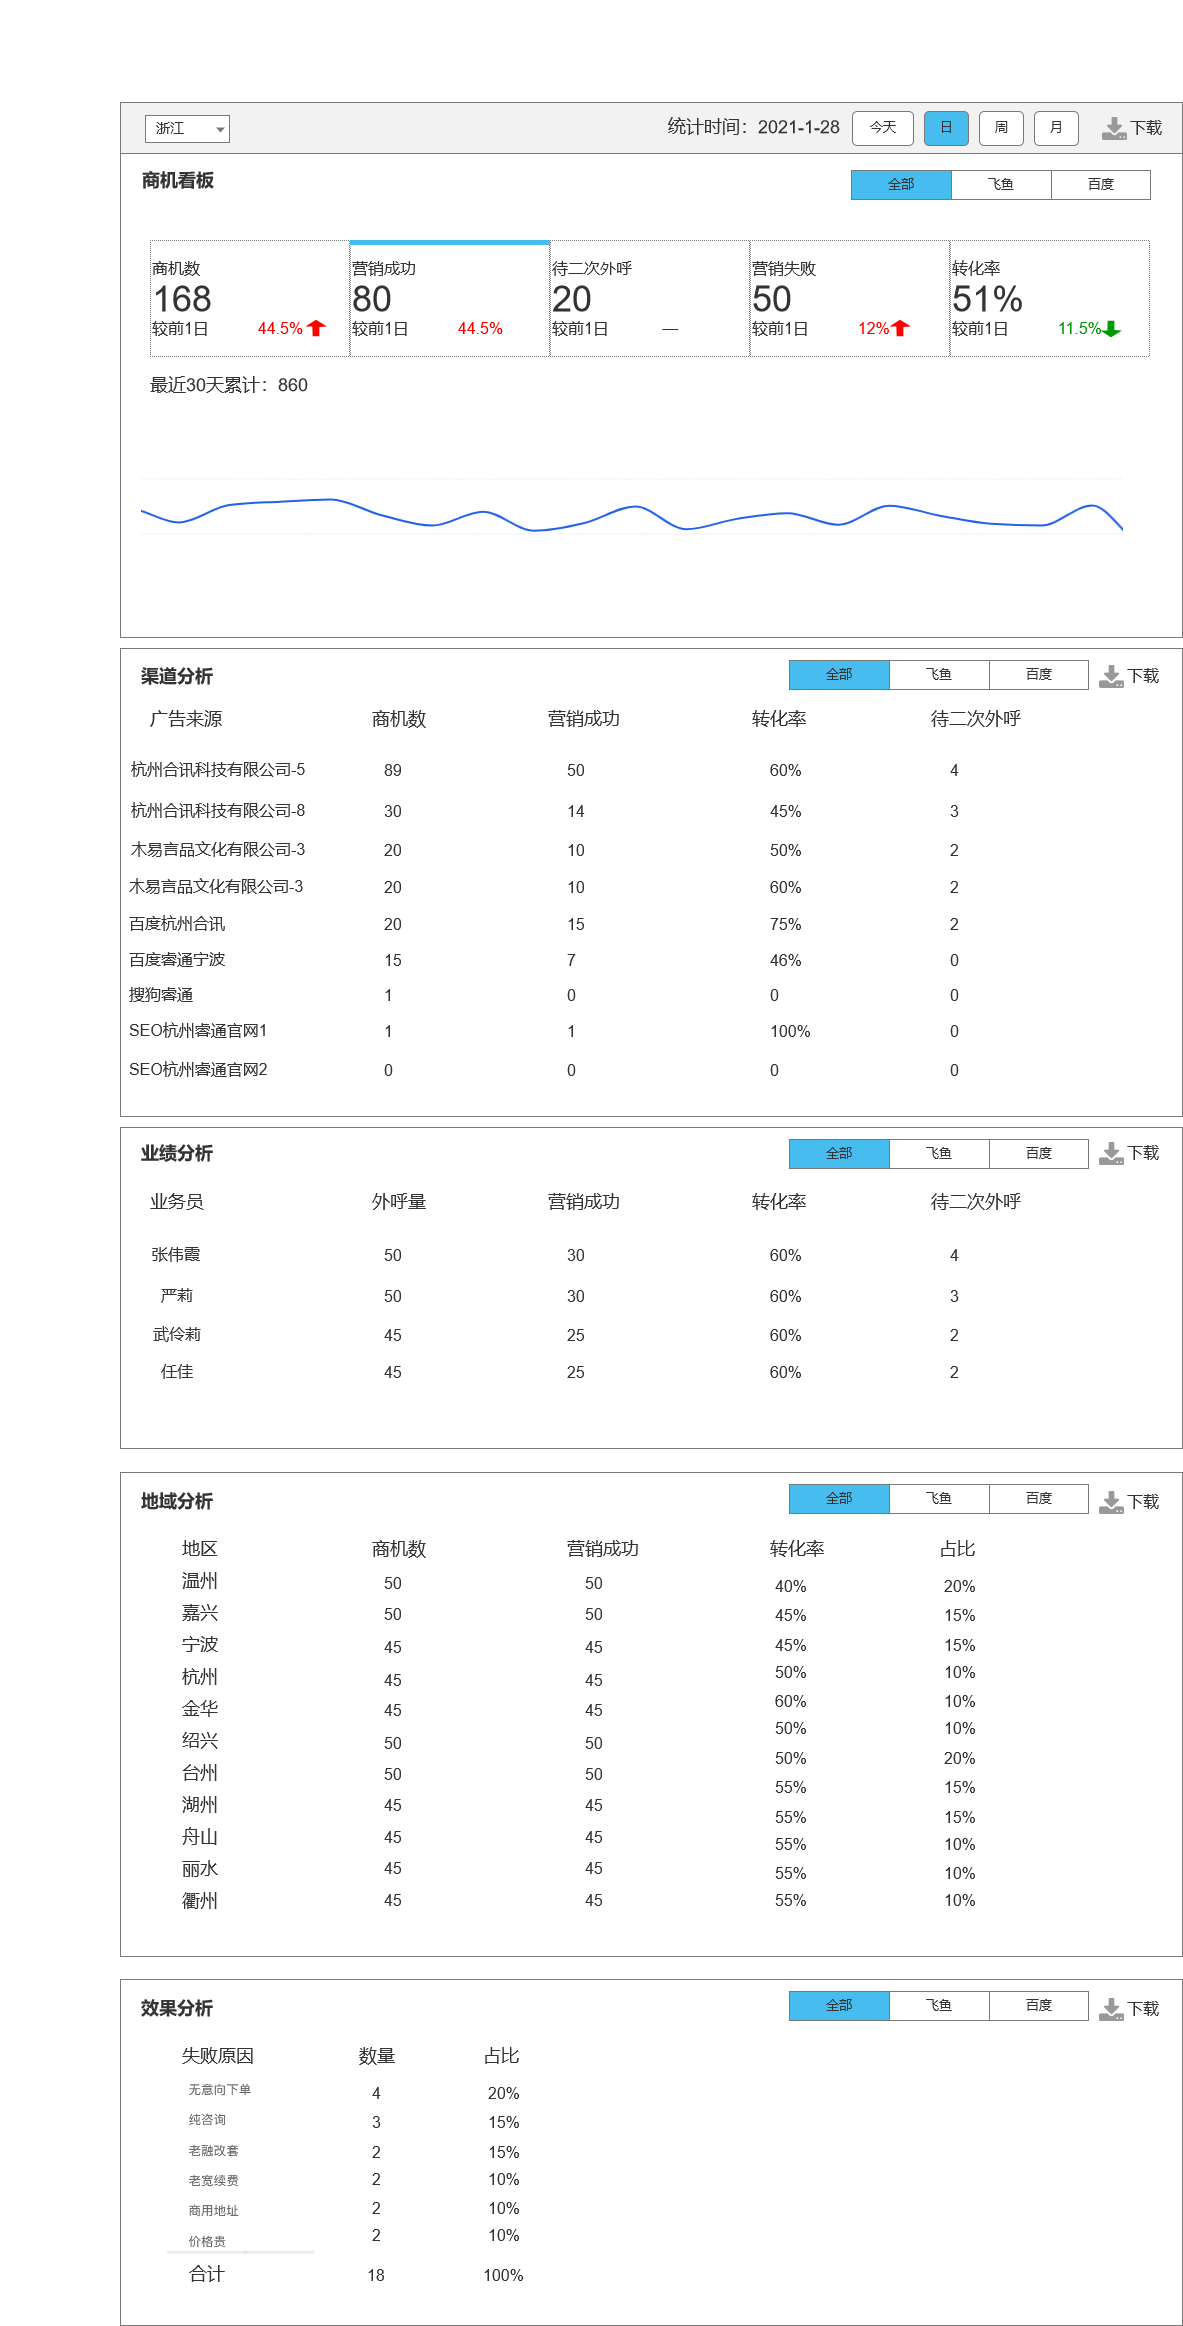 浙江 统计时间：2021-1-28 今天 日 周 月 下载
商机看板 全部 飞鱼 百度
商机数 营销成功 待二次外呼 营销失败 转化率
168 80 20 50 51%
较前1日 44.5% 较前1日 44.5% 较前1日 — 较前1日 12% 较前1日 11.5%
最近30天累计：860
渠道分析 全部 飞鱼 百度 下载
广告来源 商机数 营销成功 转化率 待二次外呼
杭州合讯科技有限公司-5 89 50 60% 4
杭州合讯科技有限公司-8 30 14 45% 3
木易言品文化有限公司-3 20 10 50% 2
木易言品文化有限公司-3 20 10 60% 2
百度杭州合讯 20 15 75% 2
百度睿通宁波 15 7 46% 0
搜狗睿通 1 0 0 0
SEO杭州睿通官网1 1 1 100% 0
SEO杭州睿通官网2 0 0 0 0
业绩分析 全部 飞鱼 百度 下载
业务员 外呼量 营销成功 转化率 待二次外呼
张伟霞 50 30 60% 4
严莉 50 30 60% 3
武伶莉 45 25 60% 2
任佳 45 25 60% 2
地域分析 全部 飞鱼 百度 下载
地区 商机数 营销成功 转化率 占比
温州 50 50 40% 20%
嘉兴 50 50 45% 15%
宁波 45 45 45% 15%
杭州 45 45 50% 10%
金华 45 45 60% 10%
绍兴 50 50 50% 10%
台州 50 50 50% 20%
湖州 45 45 55% 15%
舟山 45 45 55% 15%
丽水 45 45 55% 10%
衢州 45 45 55% 10%
55% 10%
效果分析 全部 飞鱼 百度 下载
失败原因 数量 占比
无意向下单 4 20%
纯咨询 3 15%
老融改套 2 15%
老宽续费 2 10%
商用地址 2 10%
价格贵 2 10%
合计 18 100%